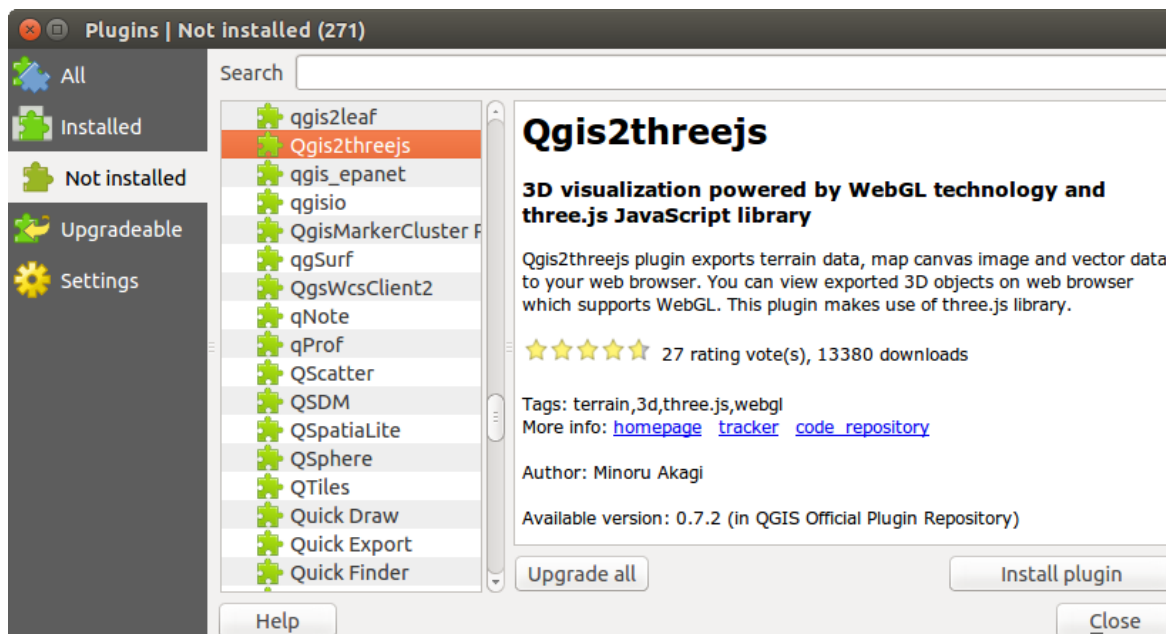 Plugins | Not installed (271)
All
Installed
Not installed
Upgradeable
Settings
Search
qgis2leaf
Qgis2threejs
qgis_epanet
qgisio
QgisMarkerCluster
qgSurf
QgsWcsClient2
qNote
qProf
QScatter
QSDM
QSpatiaLite
QSphere
QTiles
Quick Draw
Quick Export
Quick Finder
Qgis2threejs
3D visualization powered by WebGL technology and
three.js JavaScript library
Qgis2threejs plugin exports terrain data, map canvas image and vector data
to your web browser. You can view exported 3D objects on web browser
which supports WebGL. This plugin makes use of three.js library.
27 rating vote(s), 13380 downloads
Tags: terrain,3d,three.js,webgl
More info: homepage tracker code repository
Author: Minoru Akagi
Available version: 0.7.2 (in QGIS Official Plugin Repository)
Upgrade all
Install plugin
Help
Close